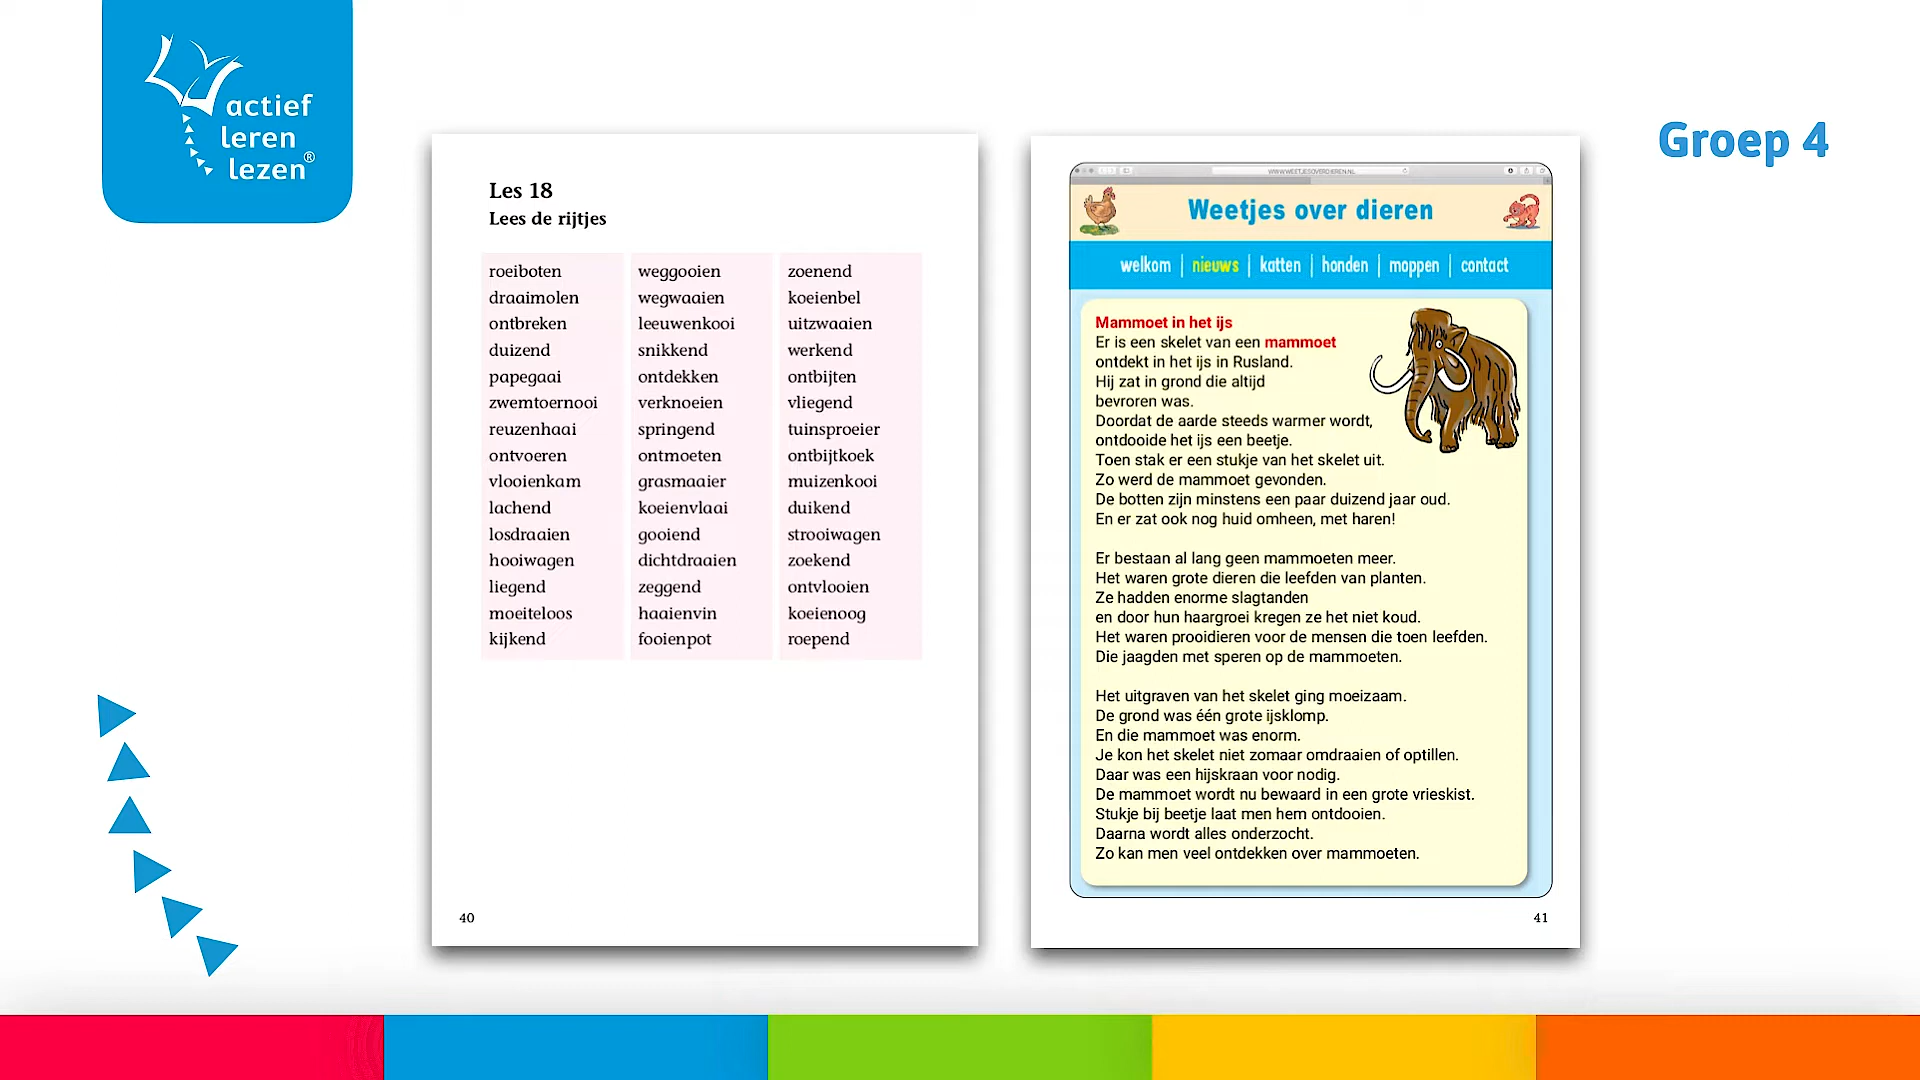 actief
leren
lezen®
Groep 4
Les 18
Lees de rijtjes
roeiboten
draaimolen
ontbreken
duizend
papegaai
zwemtoernooi
reuzenhaai
ontvoeren
vlooienkam
lachend
losdraaien
hooiwagen
liegend
moeiteloos
kijkend
weggooien
wegwaaien
leeuwenkooi
snikkend
ontdekken
verknoeien
springend
ontmoeten
grasmaaier
koeienvlaai
gooiend
dichtdraaien
zeggend
haaienvin
fooienpot
zoenend
koeienbel
uitzwaaien
werkend
ontbijten
vliegend
tuinsproeier
ontbijtkoek
muizenkooi
duikend
strooiwagen
zoekend
ontvlooien
koeienoog
roepend
40
WWW.WEETJESOVERDIEREN.NL
Weetjes over dieren
welkom | nieuws | katten | honden | moppen | contact
Mammoet in het ijs
Er is een skelet van een mammoet
ontdekt in het ijs in Rusland.
Hij zat in grond die altijd
bevroren was.
Doordat de aarde steeds warmer wordt,
ontdooide het ijs een beetje.
Toen stak er een stukje van het skelet uit.
Zo werd de mammoet gevonden.
De botten zijn minstens een paar duizend jaar oud.
En er zat ook nog huid omheen, met haren!
Er bestaan al lang geen mammoeten meer.
Het waren grote dieren die leefden van planten.
Ze hadden enorme slagtanden
en door hun haargroei kregen ze het niet koud.
Het waren prooidieren voor de mensen die toen leefden.
Die jaagden met speren op de mammoeten.
Het uitgraven van het skelet ging moeizaam.
De grond was één grote ijsklomp.
En die mammoet was enorm.
Je kon het skelet niet zomaar omdraaien of optillen.
Daar was een hijskraan voor nodig.
De mammoet wordt nu bewaard in een grote vrieskist.
Stukje bij beetje laat men hem ontdooien.
Daarna wordt alles onderzocht.
Zo kan men veel ontdekken over mammoeten.
41